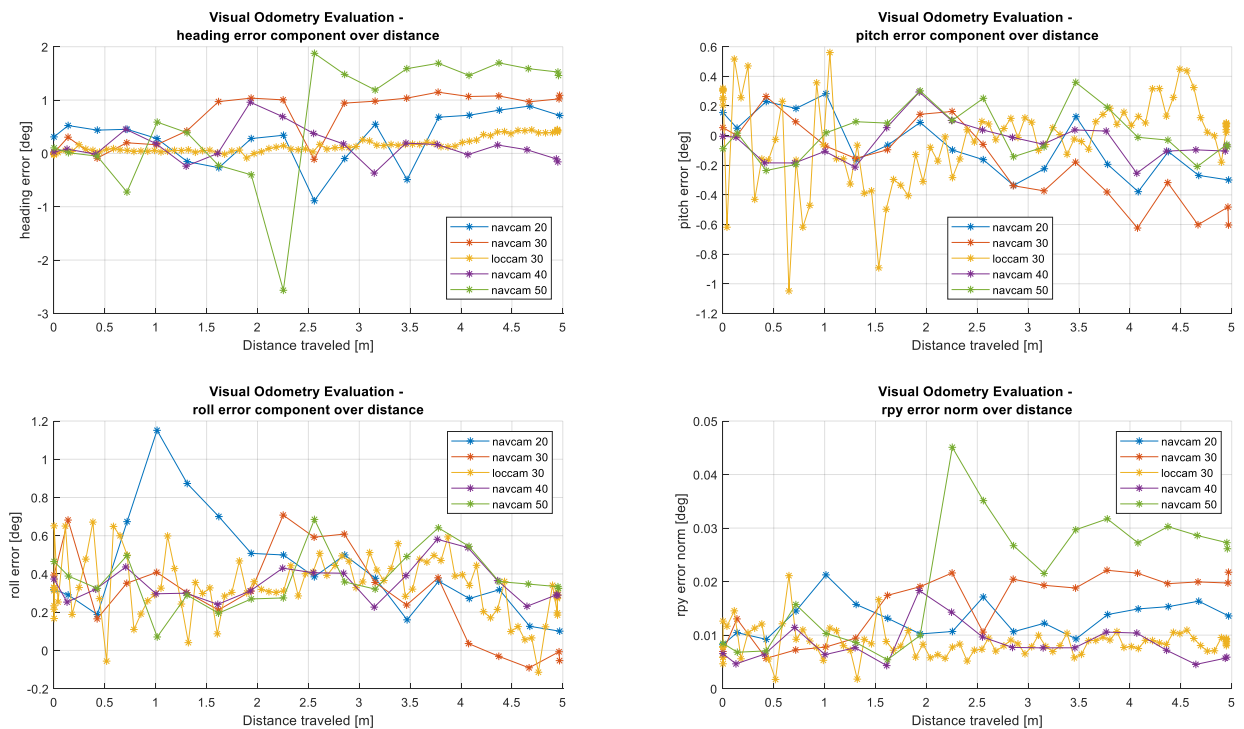 Visual Odometry Evaluation -
heading error component over distance
2
1
0
-1
-2
-3
heading error [deg]
navcam 20
navcam 30
loccam 30
navcam 40
navcam 50
0 0.5 1 1.5 2 2.5 3 3.5 4 4.5 5
Distance traveled [m]
Visual Odometry Evaluation -
pitch error component over distance
0.6
0.4
0.2
0
-0.2
-0.4
-0.6
-0.8
-1
-1.2
pitch error [deg]
navcam 20
navcam 30
loccam 30
navcam 40
navcam 50
0 0.5 1 1.5 2 2.5 3 3.5 4 4.5 5
Distance traveled [m]
Visual Odometry Evaluation -
roll error component over distance
1.2
1
0.8
0.6
0.4
0.2
0
-0.2
roll error [deg]
navcam 20
navcam 30
loccam 30
navcam 40
navcam 50
0 0.5 1 1.5 2 2.5 3 3.5 4 4.5 5
Distance traveled [m]
Visual Odometry Evaluation -
rpy error norm over distance
0.05
0.04
0.03
0.02
0.01
0
rpy error norm [deg]
navcam 20
navcam 30
loccam 30
navcam 40
navcam 50
0 0.5 1 1.5 2 2.5 3 3.5 4 4.5 5
Distance traveled [m]